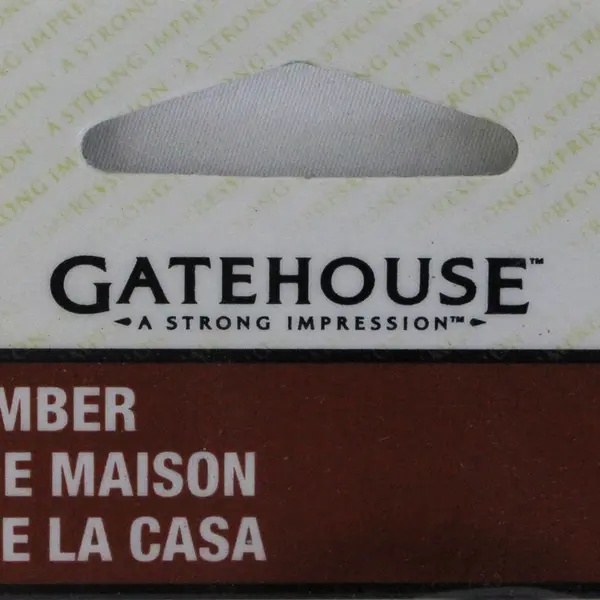 GATEHOUSE™
A STRONG IMPRESSION™
MBER
E MAISON
E LA CASA